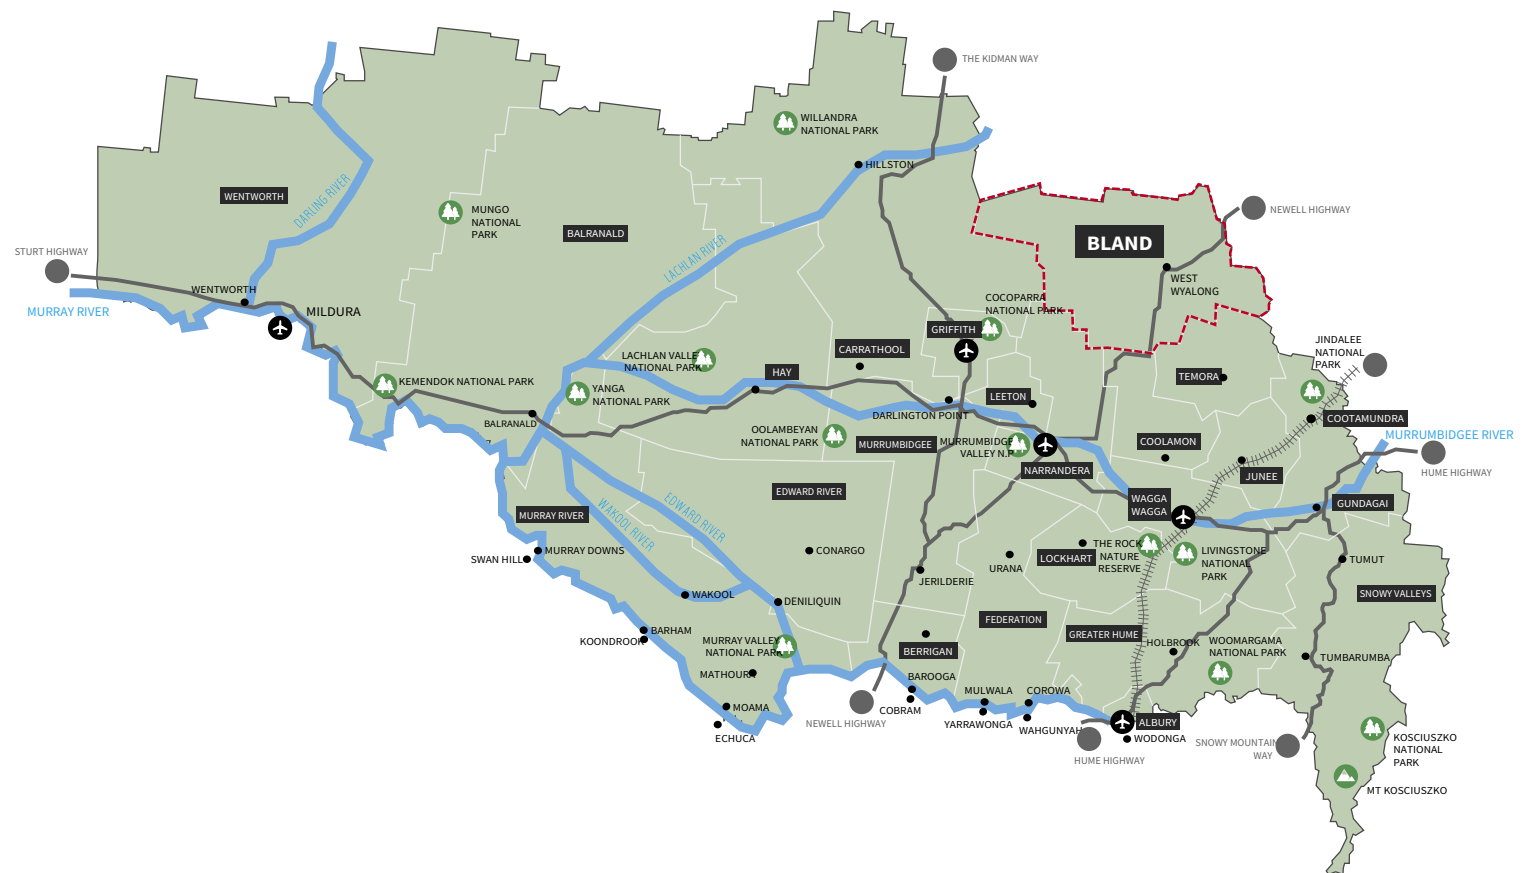 THE KIDMAN WAY
WILLANDRA
NATIONAL PARK
HILLSTON
WENTWORTH
DARLING RIVER
MUNGO
NATIONAL
PARK
BALRANALD
NEWELL HIGHWAY
BLAND
STURT HIGHWAY
LACHLAN RIVER
WEST
WYALONG
WENTWORTH
MURRAY RIVER
MILDURA
COCOPARRA
NATIONAL PARK
GRIFFITH
CARRATHOOL
LACHLAN VALLEY
NATIONAL PARK
JINDALEE
NATIONAL
PARK
HAY
TEMORA
KEMENDOK NATIONAL PARK
YANGA
NATIONAL PARK
LEETON
BALRANALD
DARLINGTON POINT
COOTAMUNDRA
OOLAMBEYAN
NATIONAL PARK
MURRUMBIDGEE
MURRUMBIDGEE
VALLEY N.P
COOLAMON
MURRUMBIDGEE RIVER
NARRANDERA
JUNEE
HUME HIGHWAY
EDWARD RIVER
WAGGA
WAGGA
GUNDAGAI
MURRAY RIVER
WAKOOL RIVER
EDWARD RIVER
SWAN HILL
MURRAY DOWNS
CONARGO
URANA
LOCKHART
THE ROCK
NATURE
RESERVE
LIVINGSTONE
NATIONAL
PARK
TUMUT
JERILDERIE
SNOWY VALLEYS
WAKOOL
DENILIQUIN
FEDERATION
GREATER HUME
BARHAM
KOONDROOK
MURRAY VALLEY
NATIONAL PARK
BERRIGAN
HOLBROOK
WOOMARGAMA
NATIONAL PARK
TUMBARUMBA
MATHOURA
BAROOGA
MULWALA
COROWA
MOAMA
NEWELL HIGHWAY
COBRAM
YARRAWONGA
WAHGUNYAH
ALBURY
ECHUCA
WODONGA
SNOWY MOUNTAIN
WAY
HUME HIGHWAY
KOSCIUSZKO
NATIONAL
PARK
MT KOSCIUSZKO